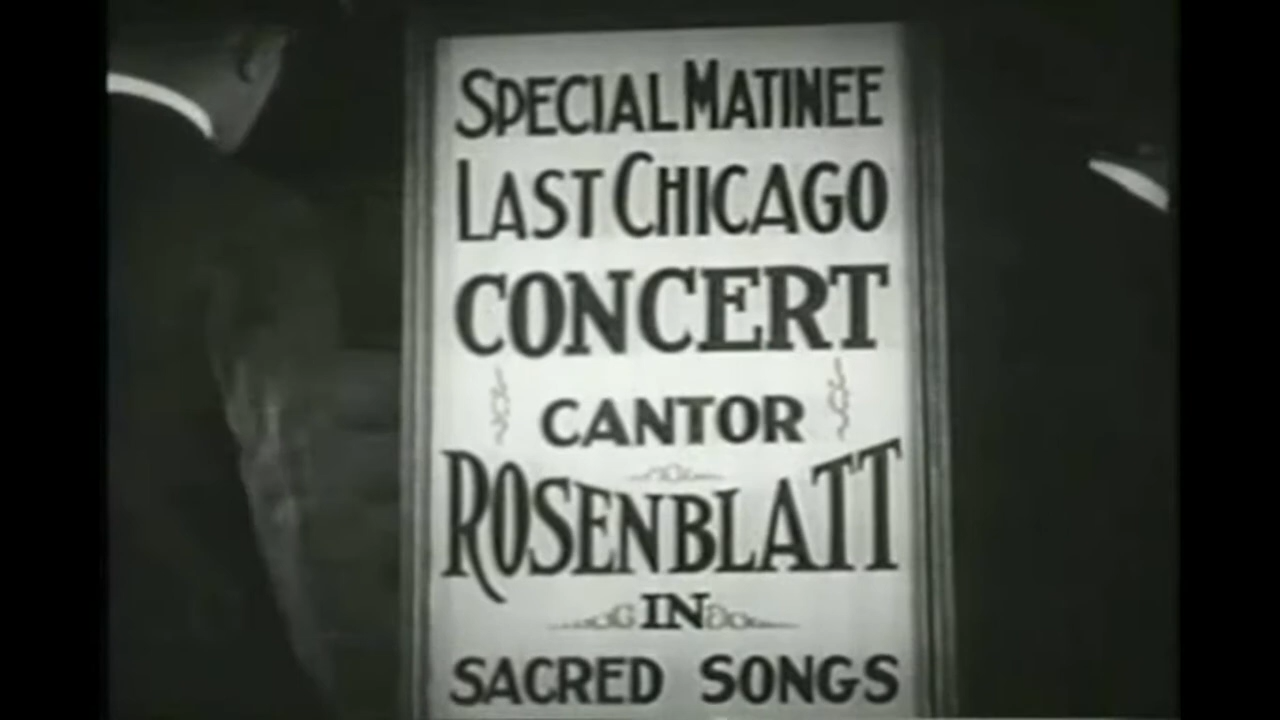 SPECIAL MATINEE
LAST CHICAGO
CONCERT
CANTOR
ROSENBLATT
IN
SACRED SONGS